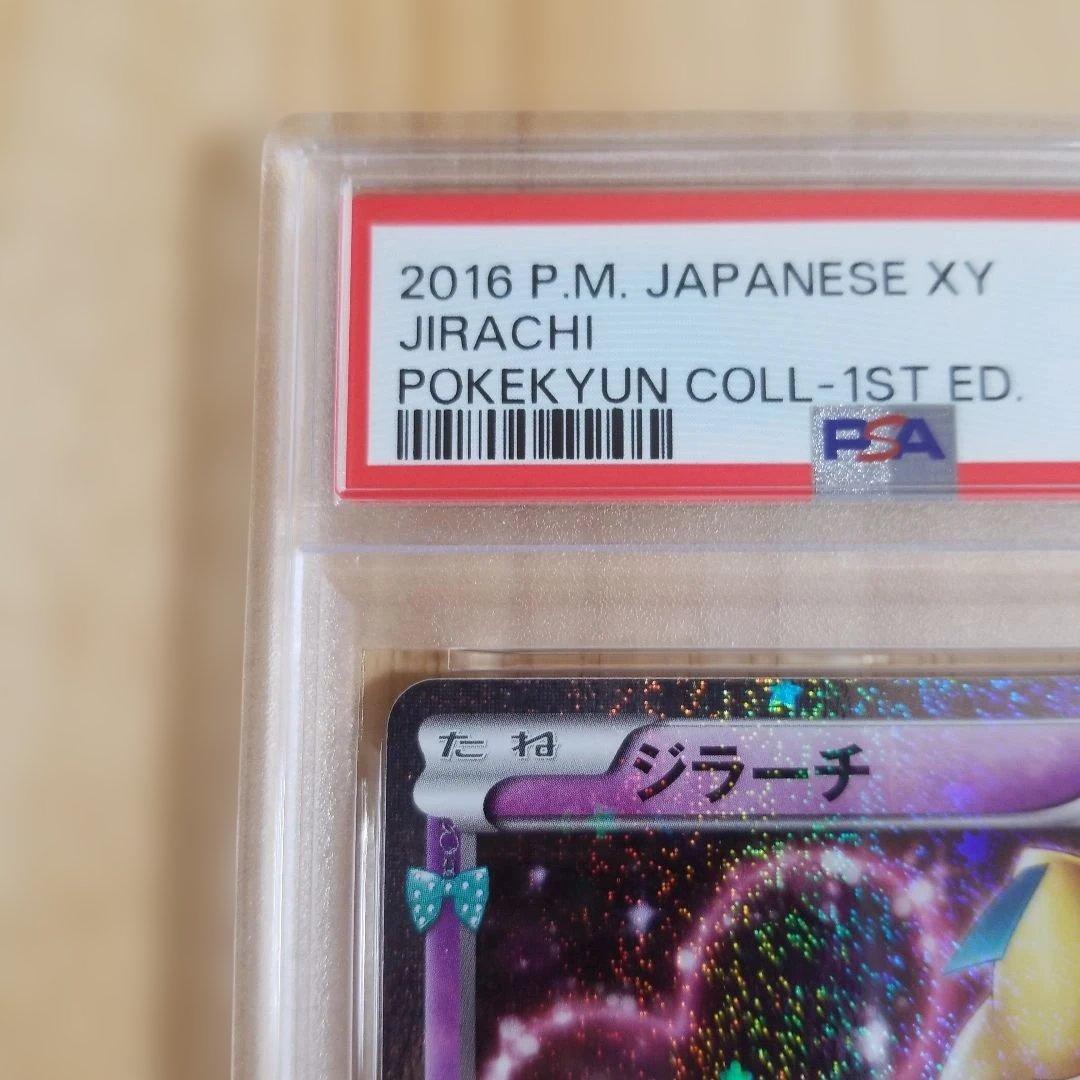 2016 P.M. JAPANESE XY
JIRACHI
POKEKYUN COLL-1ST ED.
PSA
たね ジラーチ